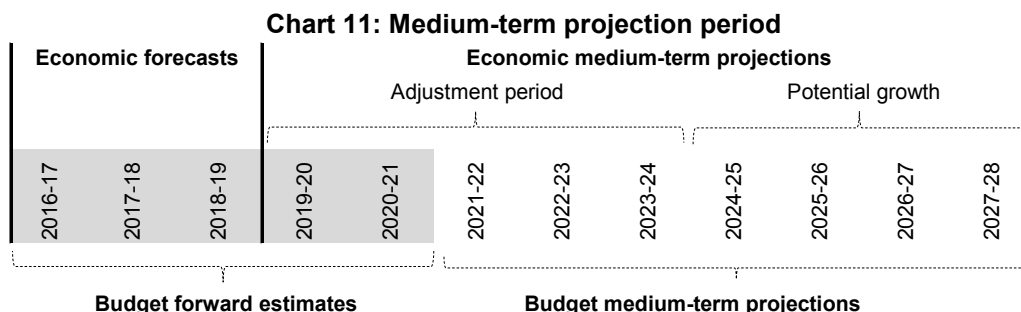 Chart 11: Medium-term projection period
Economic forecasts
Economic medium-term projections
Adjustment period
Potential growth
2016-17
2017-18
2018-19
2019-20
2020-21
2021-22
2022-23
2023-24
2024-25
2025-26
2026-27
2027-28
Budget forward estimates
Budget medium-term projections